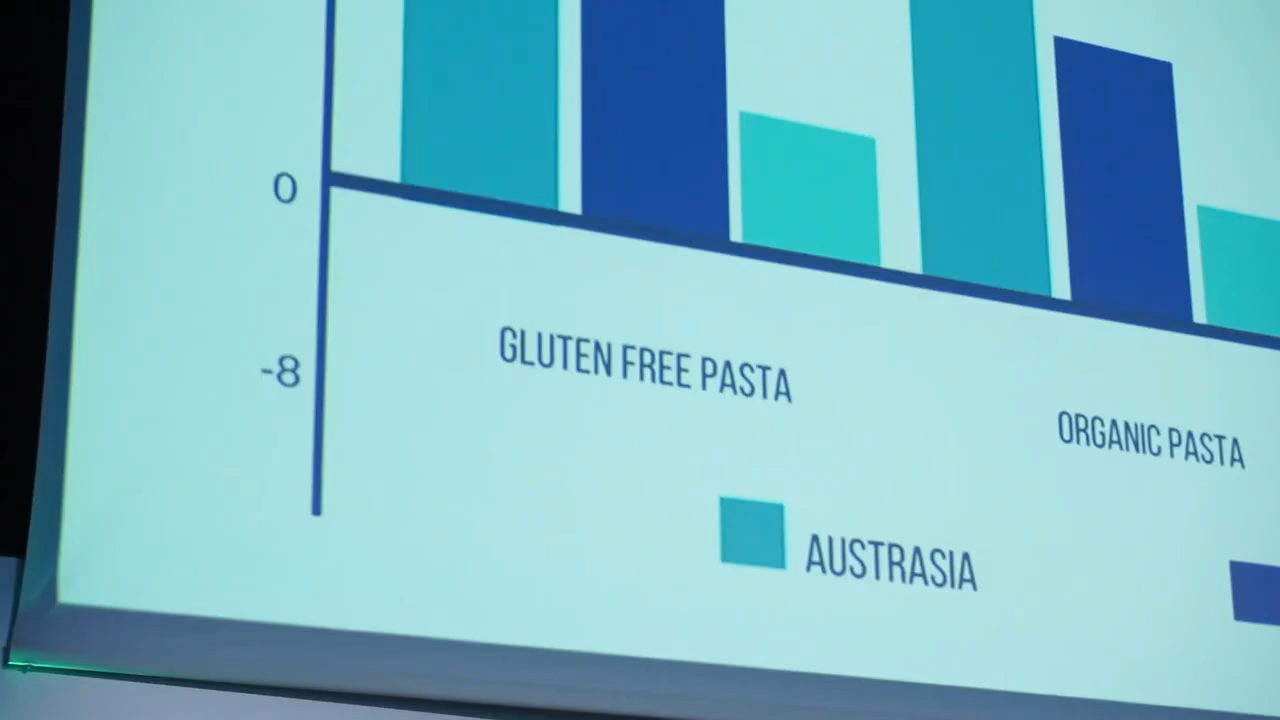 0
-8
GLUTEN FREE PASTA
ORGANIC PASTA
AUSTRASIA